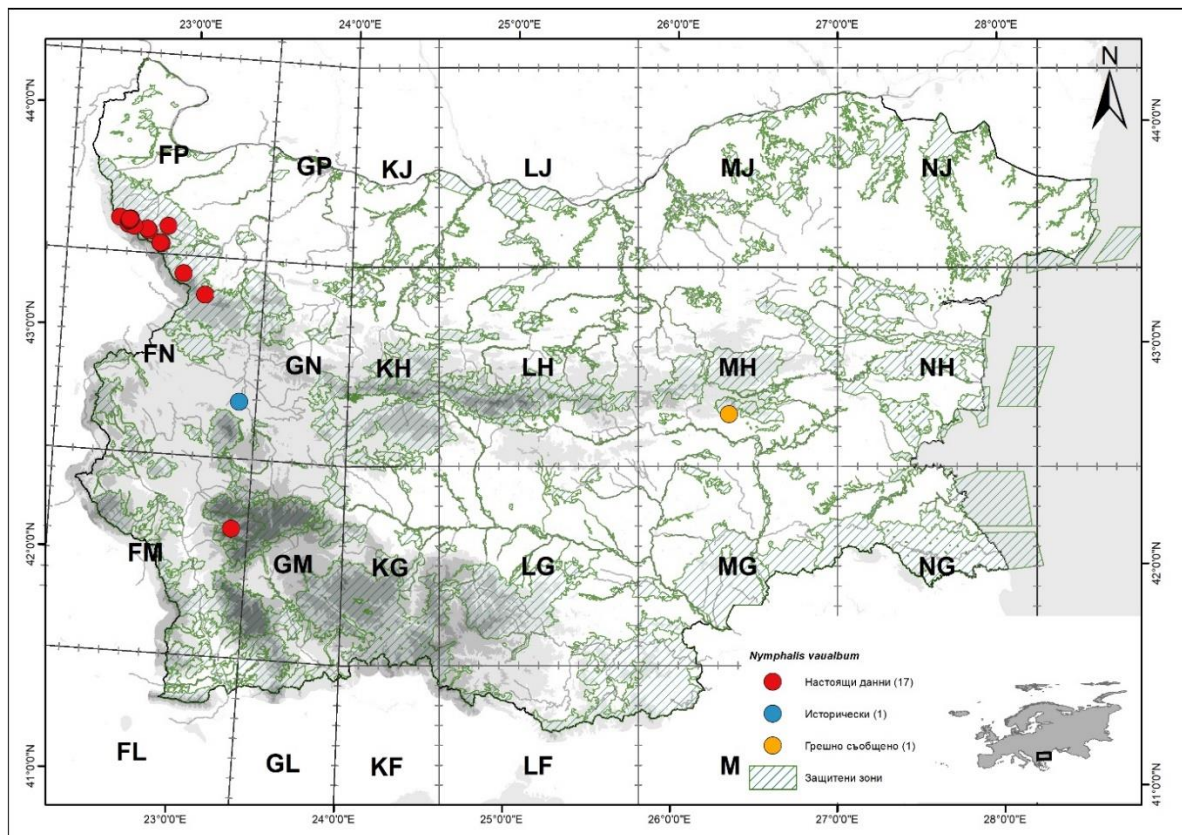 23°0'0"E 24°0'0"E 25°0'0"E 26°0'0"E 27°0'0"E 28°0'0"E
N
44°0'0"N 44°0'0"N
FP GP KJ LJ MJ NJ
43°0'0"N 43°0'0"N
FN GN KH LH MH NH
42°0'0"N 42°0'0"N
FM GM KG LG MG NG
Nymphalis vaualbum
Настоящи данни (17)
Исторически (1)
Грешно съобщено (1)
Защитени зони
FL GL KF LF M
41°0'0"N 41°0'0"N
23°0'0"E 24°0'0"E 25°0'0"E 26°0'0"E 27°0'0"E 28°0'0"E